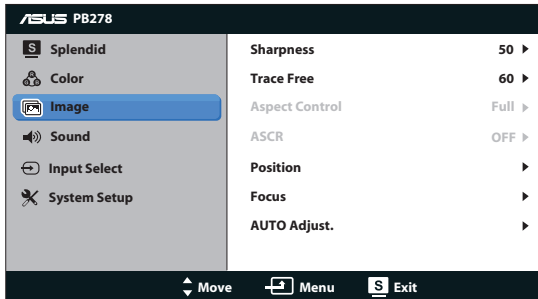 ASUS PB278
S Splendid
Color
Image
Sound
Input Select
System Setup
Sharpness 50
Trace Free 60
Aspect Control Full
ASCR OFF
Position
Focus
AUTO Adjust.
Move Menu S Exit